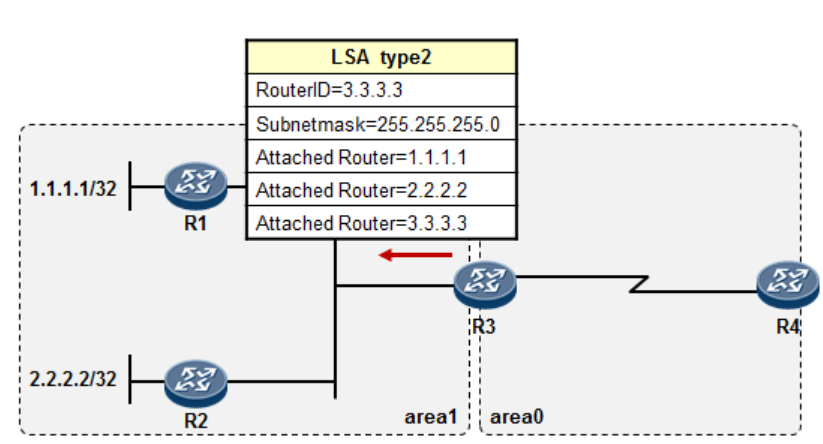 LSA type2
RouterID=3.3.3.3
Subnetmask=255.255.255.0
Attached Router=1.1.1.1
Attached Router=2.2.2.2
Attached Router=3.3.3.3
1.1.1.1/32
R1
R3
R4
2.2.2.2/32
R2
area1
area0